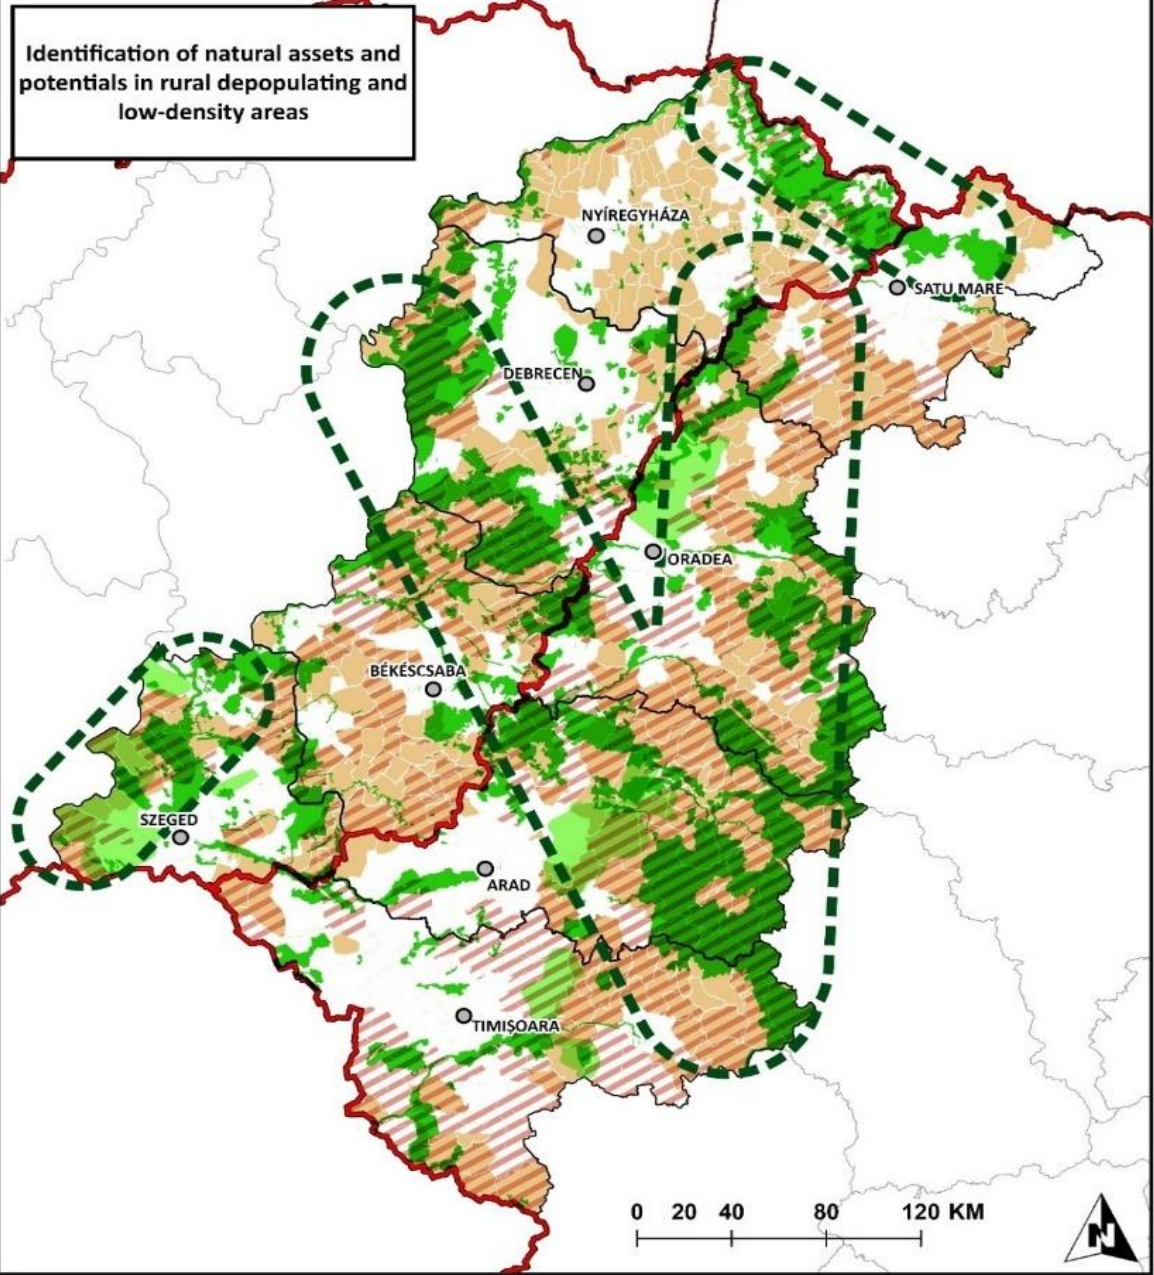 Identification of natural assets and
potentials in rural depopulating and
low-density areas
NYÍREGYHÁZA
SATU MARE
DEBRECEN
ORADEA
BÉKÉSCSABA
SZEGED
ARAD
TIMIȘOARA
0 20 40 80 120 KM
N